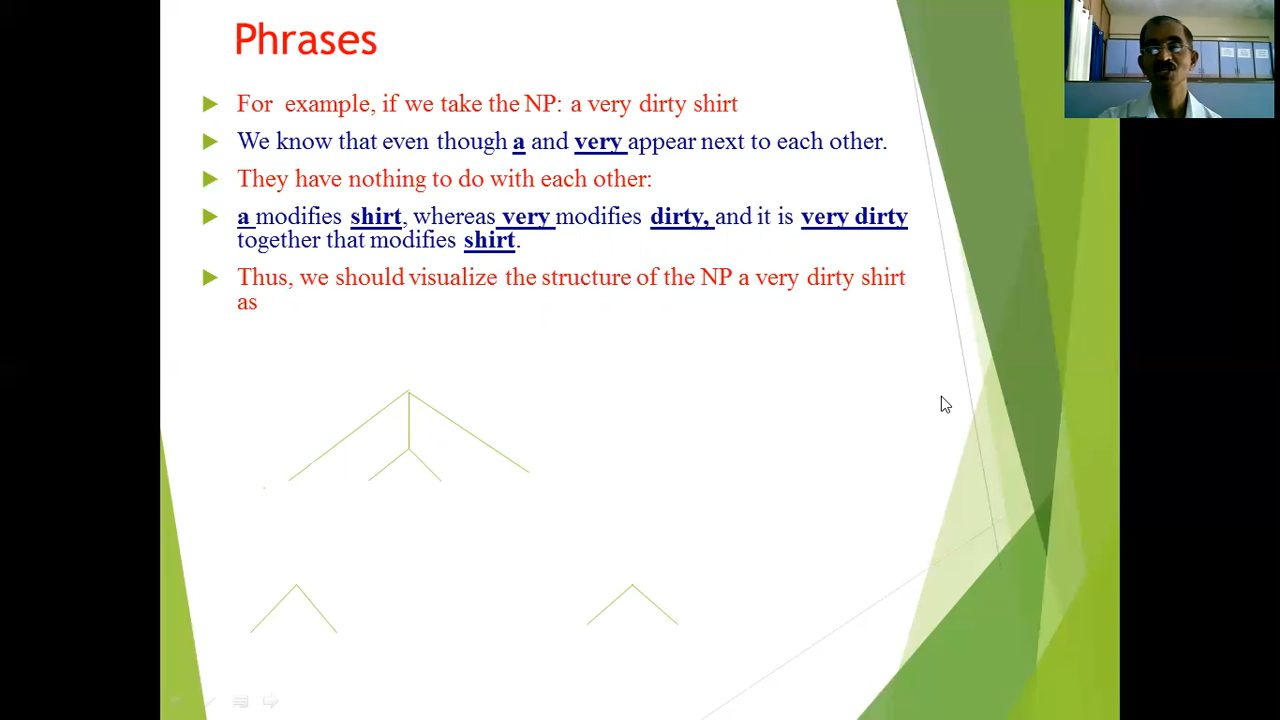 Phrases
For example, if we take the NP: a very dirty shirt
We know that even though a and very appear next to each other.
They have nothing to do with each other:
a modifies shirt, whereas very modifies dirty, and it is very dirty
together that modifies shirt.
Thus, we should visualize the structure of the NP a very dirty shirt
as